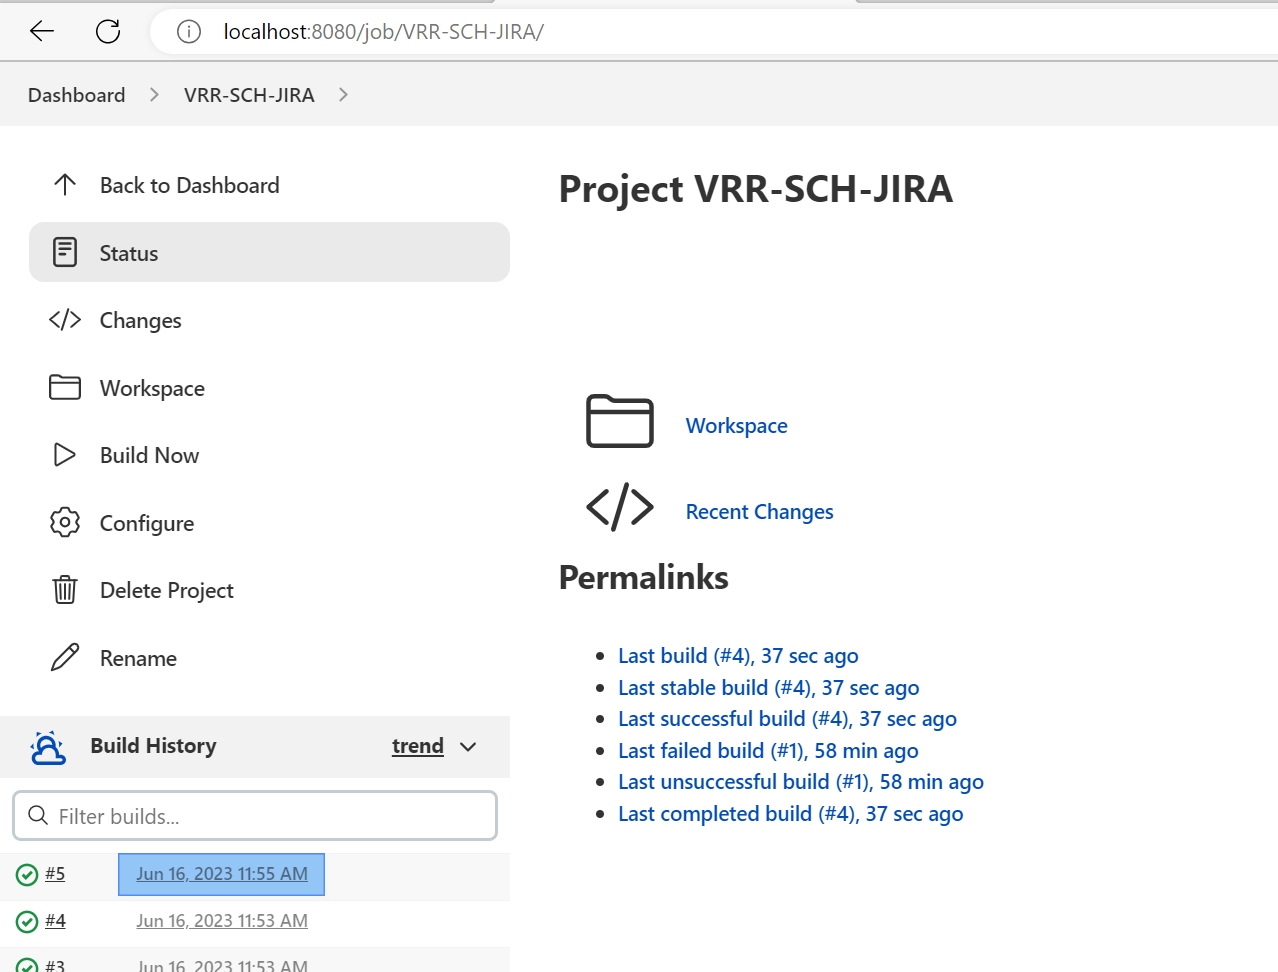 localhost:8080/job/VRR-SCH-JIRA/
Dashboard > VRR-SCH-JIRA >
Back to Dashboard
Status
Changes
Workspace
Build Now
Configure
Delete Project
Rename
Build History trend
Filter builds...
#5 Jun 16, 2023 11:55 AM
#4 Jun 16, 2023 11:53 AM
#3 Jun 16, 2023 11:53 AM
Project VRR-SCH-JIRA
Workspace
Recent Changes
Permalinks
• Last build (#4), 37 sec ago
• Last stable build (#4), 37 sec ago
• Last successful build (#4), 37 sec ago
• Last failed build (#1), 58 min ago
• Last unsuccessful build (#1), 58 min ago
• Last completed build (#4), 37 sec ago